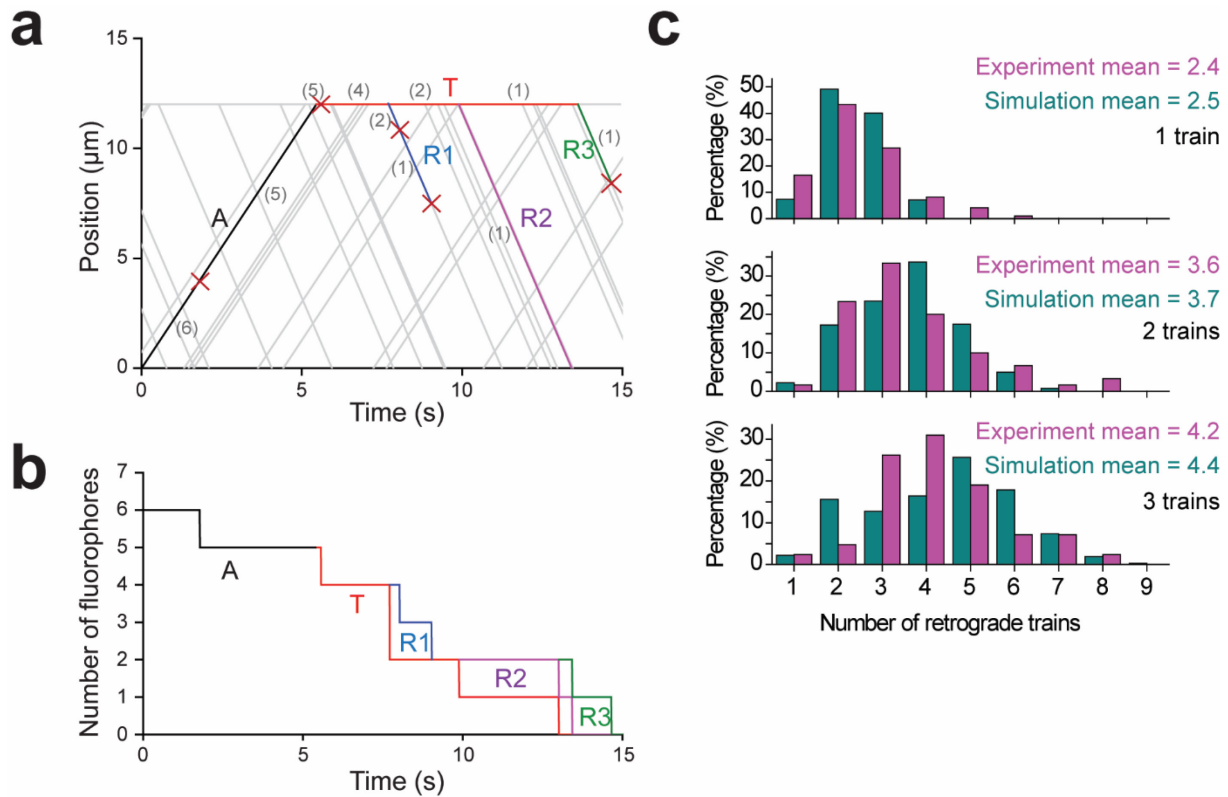 a
15
10
5
0
Position (µm)
(5)
(4)
(2)
T
(1)
(2)
R1
(1)
R3
(1)
(5)
A
R2
(1)
(6)
0
5
10
15
Time (s)
b
7
6
5
4
3
2
1
0
Number of fluorophores
A
T
R1
R2
R3
0
5
10
15
Time (s)
c
Experiment mean = 2.4
Simulation mean = 2.5
1 train
50
40
30
20
10
0
Percentage (%)
Experiment mean = 3.6
Simulation mean = 3.7
2 trains
30
20
10
0
Percentage (%)
Experiment mean = 4.2
Simulation mean = 4.4
3 trains
30
20
10
0
Percentage (%)
1 2 3 4 5 6 7 8 9
Number of retrograde trains